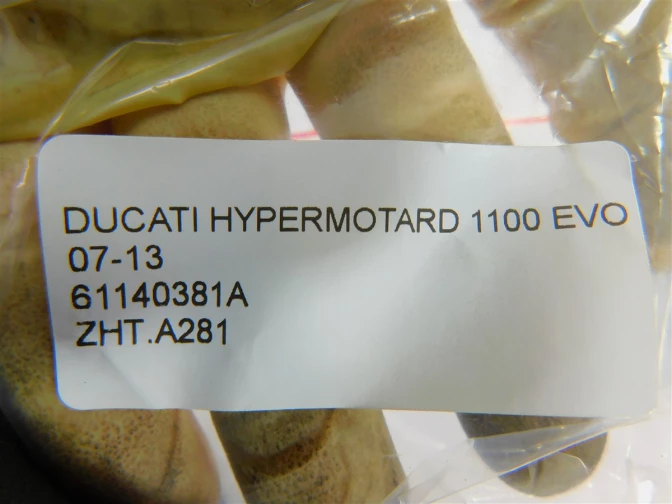 DUCATI HYPERMOTARD 1100 EVO
07-13
61140381A
ZHT.A281